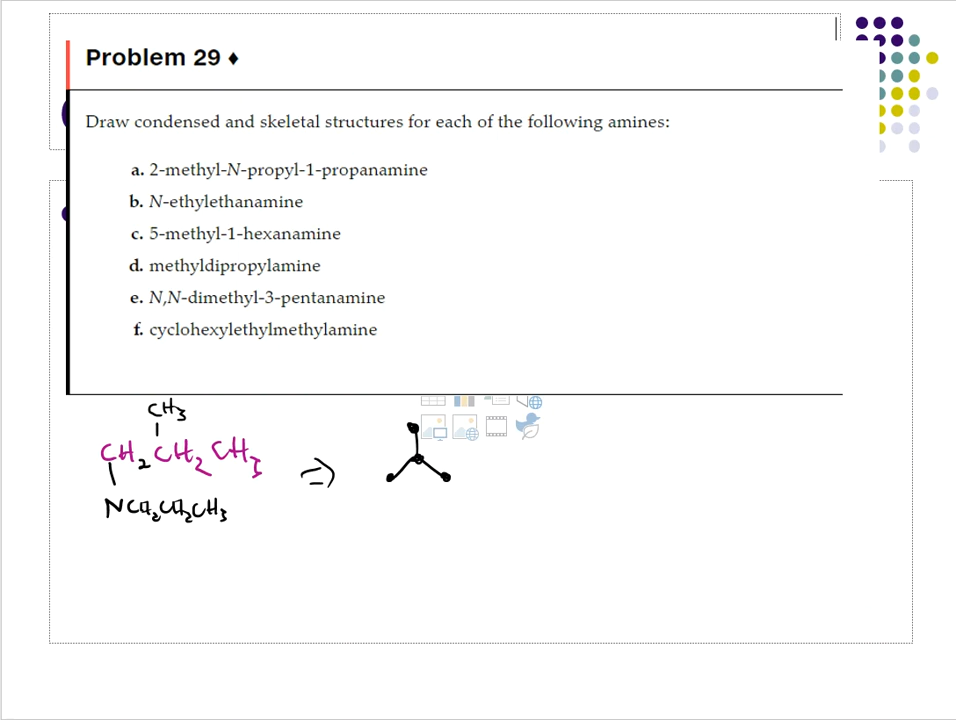 Problem 29 ♦
Draw condensed and skeletal structures for each of the following amines:
a. 2-methyl-N-propyl-1-propanamine
b. N-ethylethanamine
c. 5-methyl-1-hexanamine
d. methyldipropylamine
e. N,N-dimethyl-3-pentanamine
f. cyclohexylethylmethylamine
CH3
CH2CH2CH3 ⇒
NCH2CH2CH3